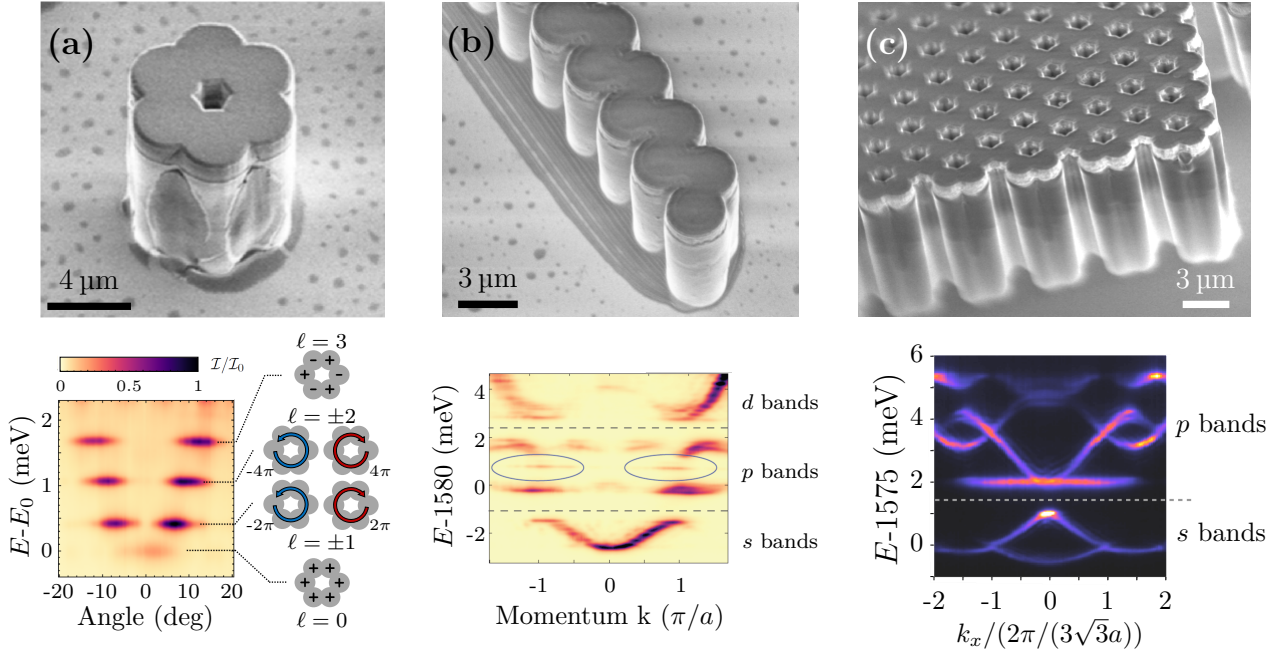 (a)
4 μm
(b)
3 μm
(c)
3 μm
I/I₀
0 0.5 1
E-E₀ (meV)
2
1
0
-20 -10 0 10 20
Angle (deg)
ℓ = 3
- +
+ -
- +
ℓ = ±2
-4π 4π
-2π 2π
ℓ = ±1
+ +
+ +
+ +
ℓ = 0
E-1580 (meV)
4
2
0
-2
-1 0 1
Momentum k (π/a)
d bands
p bands
s bands
E-1575 (meV)
6
4
2
0
-2 -1 0 1 2
kₓ/(2π/(3√3a))
p bands
s bands